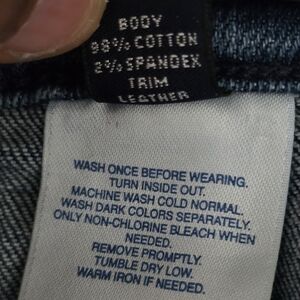 BODY
98% COTTON
2% SPANDEX
TRIM
LEATHER
WASH ONCE BEFORE WEARING.
TURN INSIDE OUT.
MACHINE WASH COLD NORMAL.
WASH DARK COLORS SEPARATELY.
ONLY NON-CHLORINE BLEACH WHEN
NEEDED.
REMOVE PROMPTLY.
TUMBLE DRY LOW.
WARM IRON IF NEEDED.